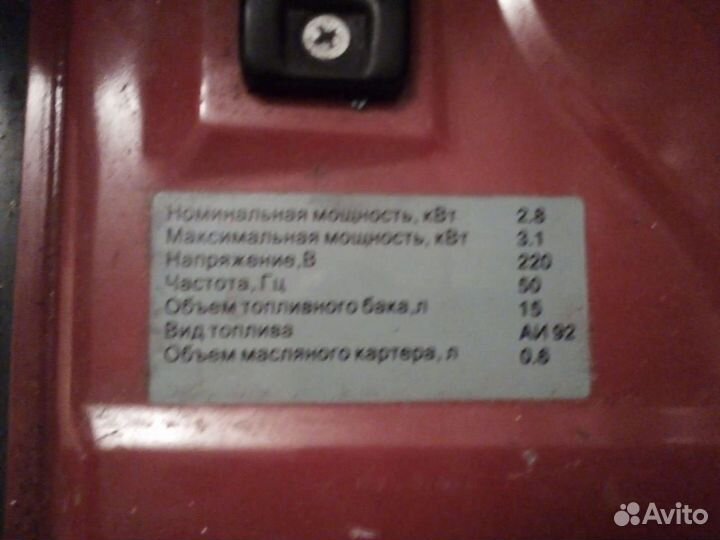 Номинальная мощность, кВт 2.8
Максимальная мощность, кВт 3.1
Напряжение,В 220
Частота, Гц 50
Объем топливного бака,л 15
Вид топлива АИ 92
Объем масляного картера, л 0.6
Avito